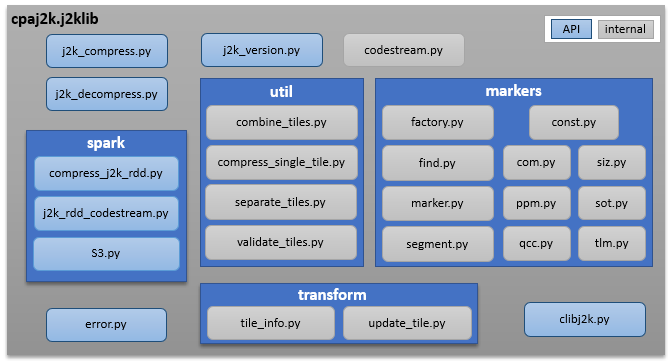 cpaj2k.j2klib
API
internal
j2k_compress.py
j2k_version.py
codestream.py
j2k_decompress.py
spark
compress_j2k_rdd.py
j2k_rdd_codestream.py
S3.py
util
combine_tiles.py
compress_single_tile.py
separate_tiles.py
validate_tiles.py
markers
factory.py
const.py
find.py
com.py
siz.py
marker.py
ppm.py
sot.py
segment.py
qcc.py
tlm.py
transform
tile_info.py
update_tile.py
error.py
clibj2k.py